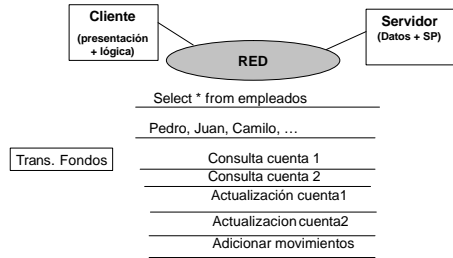 Cliente
(presentación
+ lógica)
Servidor
(Datos + SP)
RED
Select * from empleados
Pedro, Juan, Camilo, ...
Trans. Fondos
Consulta cuenta 1
Consulta cuenta 2
Actualización cuenta1
Actualizacion cuenta2
Adicionar movimientos